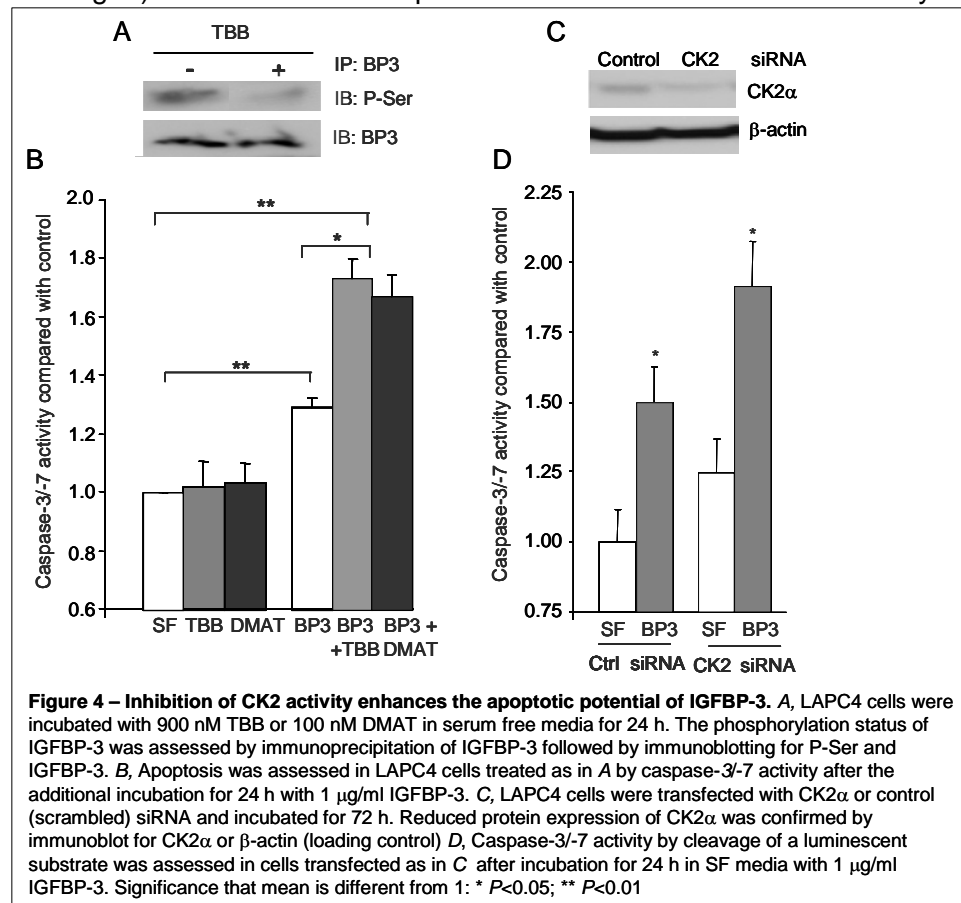 A
TBB
- +
IP: BP3
IB: P-Ser
IB: BP3
C
Control CK2 siRNA
CK2α
β-actin
B
Caspase-3/-7 activity compared with control
2.0
1.8
1.6
1.4
1.2
1.0
0.8
0.6
**
*
**
SF TBB DMAT BP3 BP3 BP3 +
+TBB DMAT
D
Caspase-3/-7 activity compared with control
2.25
2.00
1.75
1.50
1.25
1.00
0.75
*
*
SF BP3 SF BP3
Ctrl siRNA CK2 siRNA
Figure 4 – Inhibition of CK2 activity enhances the apoptotic potential of IGFBP-3. A, LAPC4 cells were
incubated with 900 nM TBB or 100 nM DMAT in serum free media for 24 h. The phosphorylation status of
IGFBP-3 was assessed by immunoprecipitation of IGFBP-3 followed by immunoblotting for P-Ser and
IGFBP-3. B, Apoptosis was assessed in LAPC4 cells treated as in A by caspase-3/-7 activity after the
additional incubation for 24 h with 1 μg/ml IGFBP-3. C, LAPC4 cells were transfected with CK2α or control
(scrambled) siRNA and incubated for 72 h. Reduced protein expression of CK2α was confirmed by
immunoblot for CK2α or β-actin (loading control) D, Caspase-3/-7 activity by cleavage of a luminescent
substrate was assessed in cells transfected as in C after incubation for 24 h in SF media with 1 μg/ml
IGFBP-3. Significance that mean is different from 1: * P<0.05; ** P<0.01